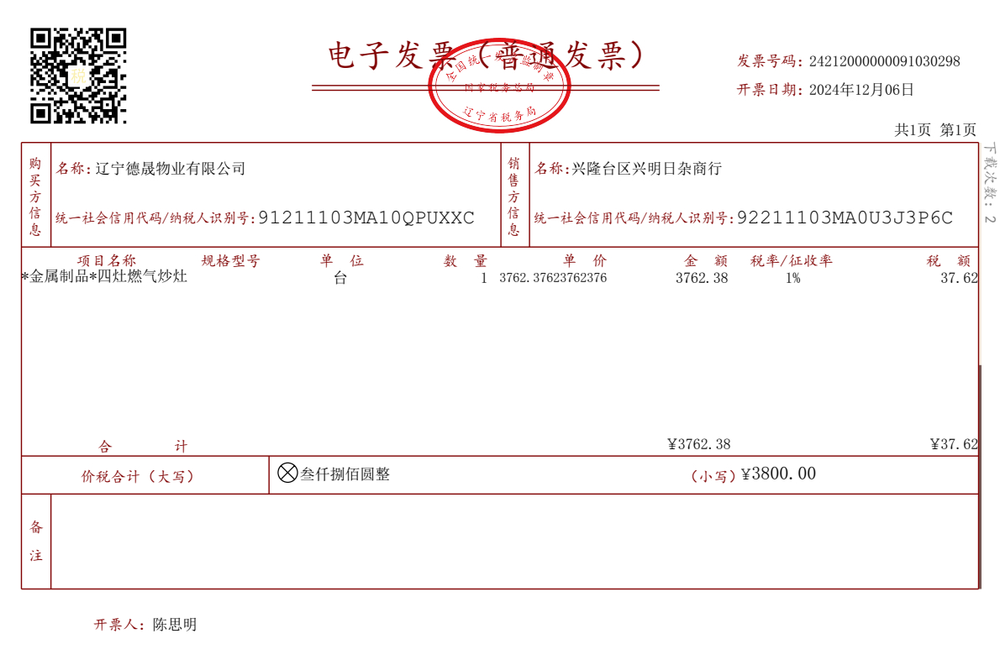 电子发票（普通发票）
全国统一发票监制章
国家税务总局
辽宁省税务局
税
发票号码：24212000000091030298
开票日期：2024年12月06日
共1页 第1页
下载次数：2
购买方信息
名称：辽宁德晟物业有限公司
统一社会信用代码/纳税人识别号：91211103MA10QPUXXC
销售方信息
名称：兴隆台区兴明日杂商行
统一社会信用代码/纳税人识别号：92211103MA0U3J3P6C
项目名称 规格型号 单位 数量 单价 金额 税率/征收率 税额
*金属制品*四灶燃气炒灶 台 1 3762.37623762376 3762.38 1% 37.62
合计 ¥3762.38 ¥37.62
价税合计（大写） 叁仟捌佰圆整 （小写）¥3800.00
备注
开票人：陈思明